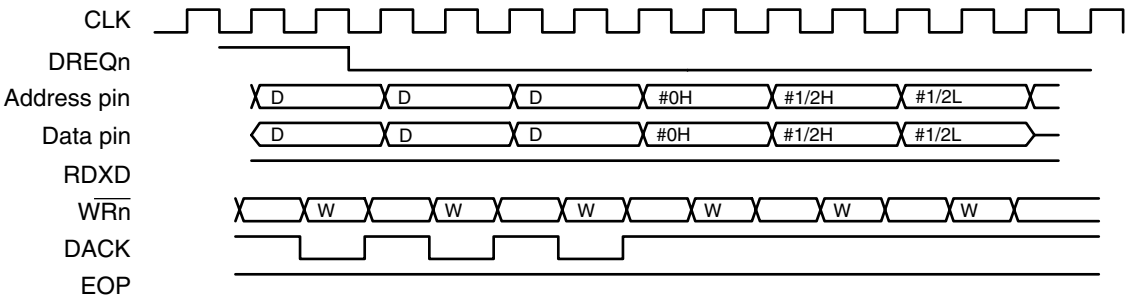 CLK
DREQn
Address pin D D D #0H #1/2H #1/2L
Data pin D D D #0H #1/2H #1/2L
RDXD
WRn W W W W W W
DACK
EOP